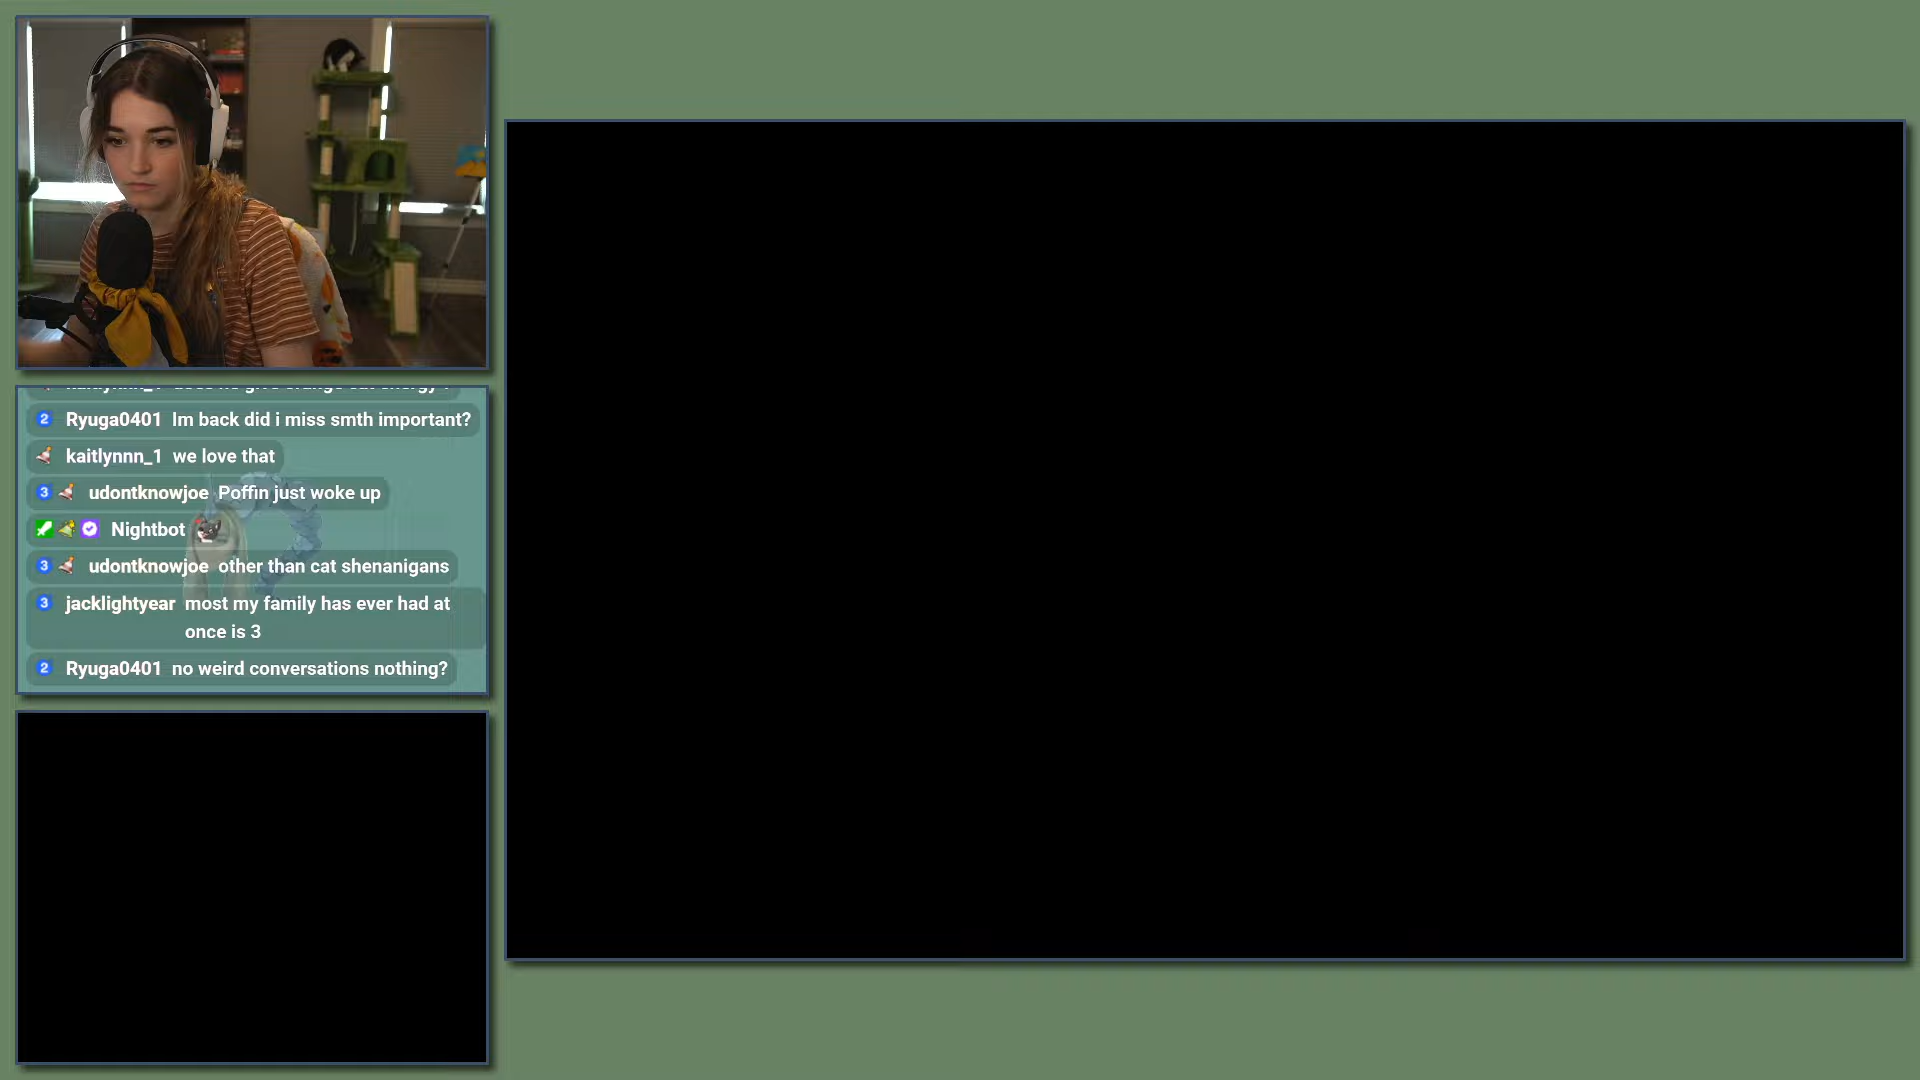 Ryuga0401 Im back did i miss smth important?
kaitlynnn_1 we love that
udontknowjoe Poffin just woke up
Nightbot
udontknowjoe other than cat shenanigans
jacklightyear most my family has ever had at
once is 3
Ryuga0401 no weird conversations nothing?